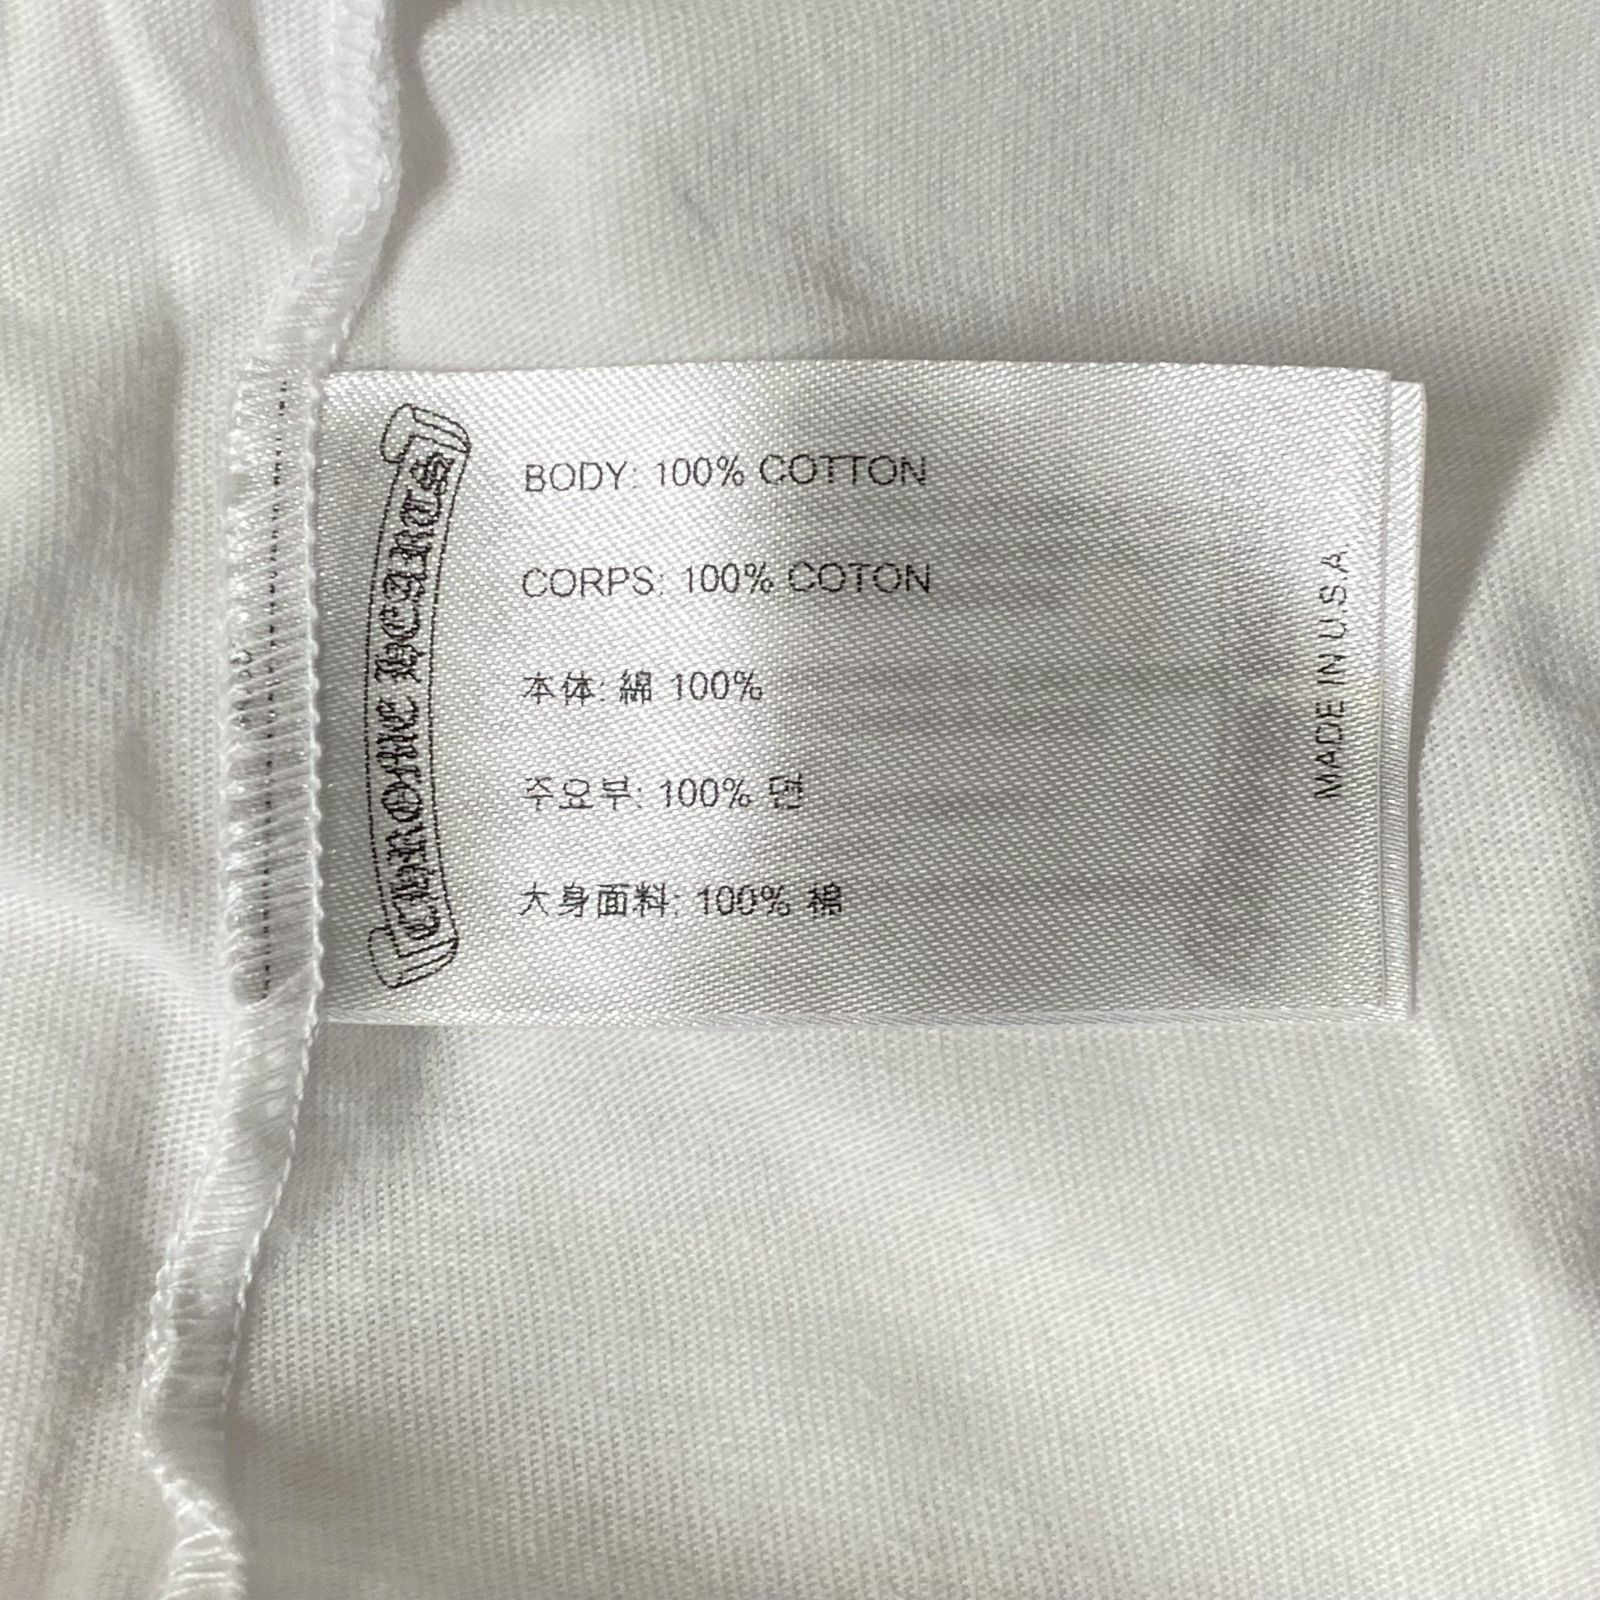 CHROME HEARTS
BODY: 100% COTTON
CORPS: 100% COTON
本体: 綿 100%
주요부: 100% 면
大身面料: 100% 棉
MADE IN U.S.A